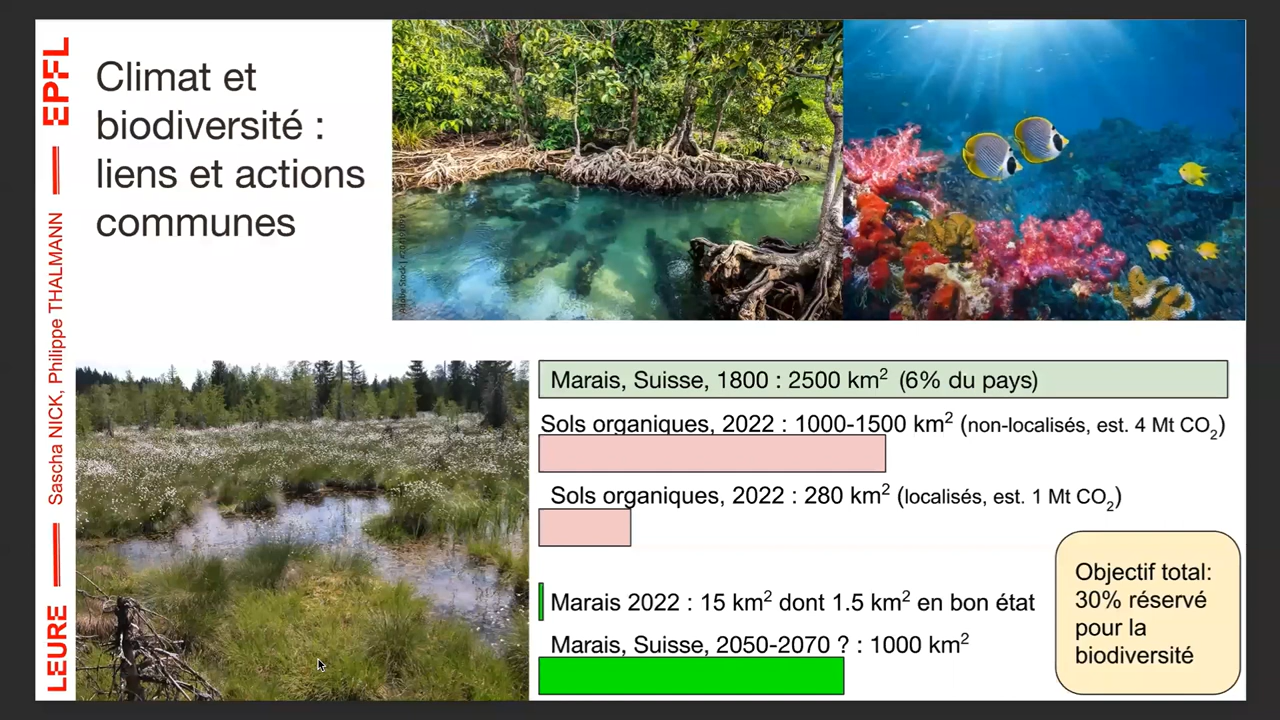 Climat et
biodiversité :
liens et actions
communes
LEURE
Sascha NICK, Philippe THALMANN
EPFL
Marais, Suisse, 1800 : 2500 km² (6% du pays)
Sols organiques, 2022 : 1000-1500 km² (non-localisés, est. 4 Mt CO₂)
Sols organiques, 2022 : 280 km² (localisés, est. 1 Mt CO₂)
Marais 2022 : 15 km² dont 1.5 km² en bon état
Marais, Suisse, 2050-2070 ? : 1000 km²
Objectif total:
30% réservé
pour la
biodiversité